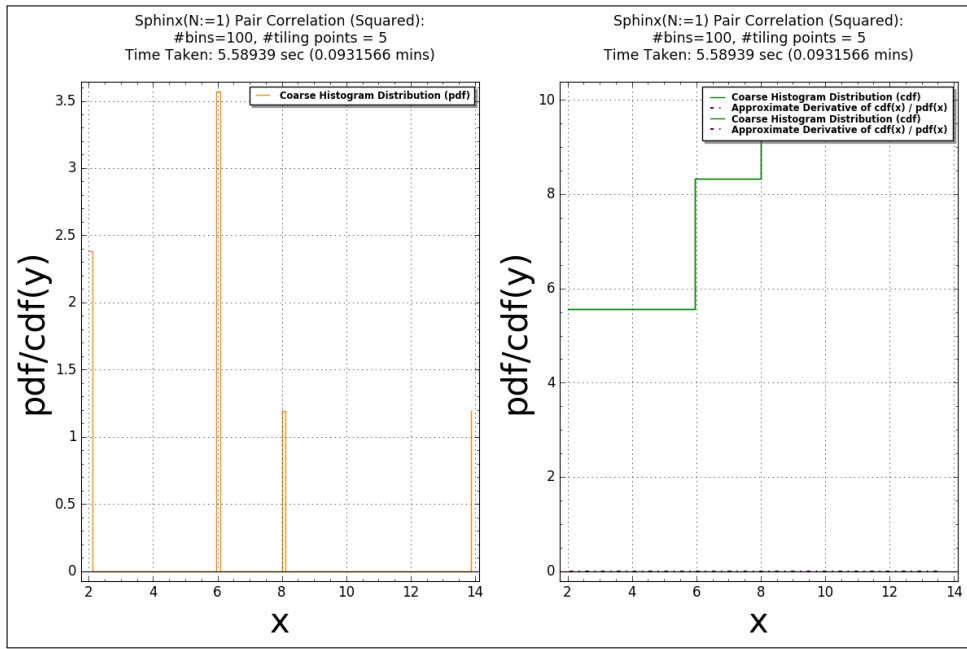 Sphinx(N:=1) Pair Correlation (Squared):
#bins=100, #tiling points = 5
Time Taken: 5.58939 sec (0.0931566 mins)
Coarse Histogram Distribution (pdf)
3.5
3
2.5
2
1.5
1
0.5
0
pdf/cdf(y)
2 4 6 8 10 12 14
x
Sphinx(N:=1) Pair Correlation (Squared):
#bins=100, #tiling points = 5
Time Taken: 5.58939 sec (0.0931566 mins)
Coarse Histogram Distribution (cdf)
Approximate Derivative of cdf(x) / pdf(x)
Coarse Histogram Distribution (cdf)
Approximate Derivative of cdf(x) / pdf(x)
10
8
6
4
2
0
pdf/cdf(y)
2 4 6 8 10 12 14
x